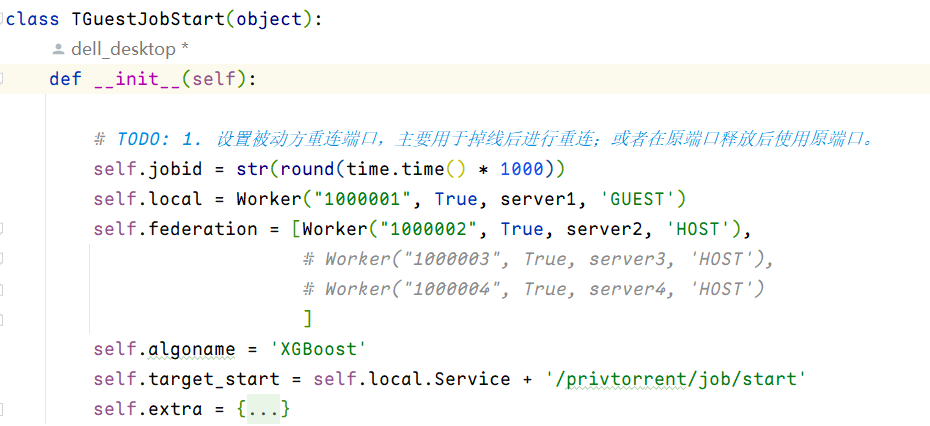 class TGuestJobStart(object):
dell_desktop *
def __init__(self):
# TODO: 1. 设置被动方重连端口，主要用于掉线后进行重连；或者在原端口释放后使用原端口。
self.jobid = str(round(time.time() * 1000))
self.local = Worker("1000001", True, server1, 'GUEST')
self.federation = [Worker("1000002", True, server2, 'HOST'),
# Worker("1000003", True, server3, 'HOST'),
# Worker("1000004", True, server4, 'HOST')
]
self.algoname = 'XGBoost'
self.target_start = self.local.Service + '/privtorrent/job/start'
self.extra = {...}